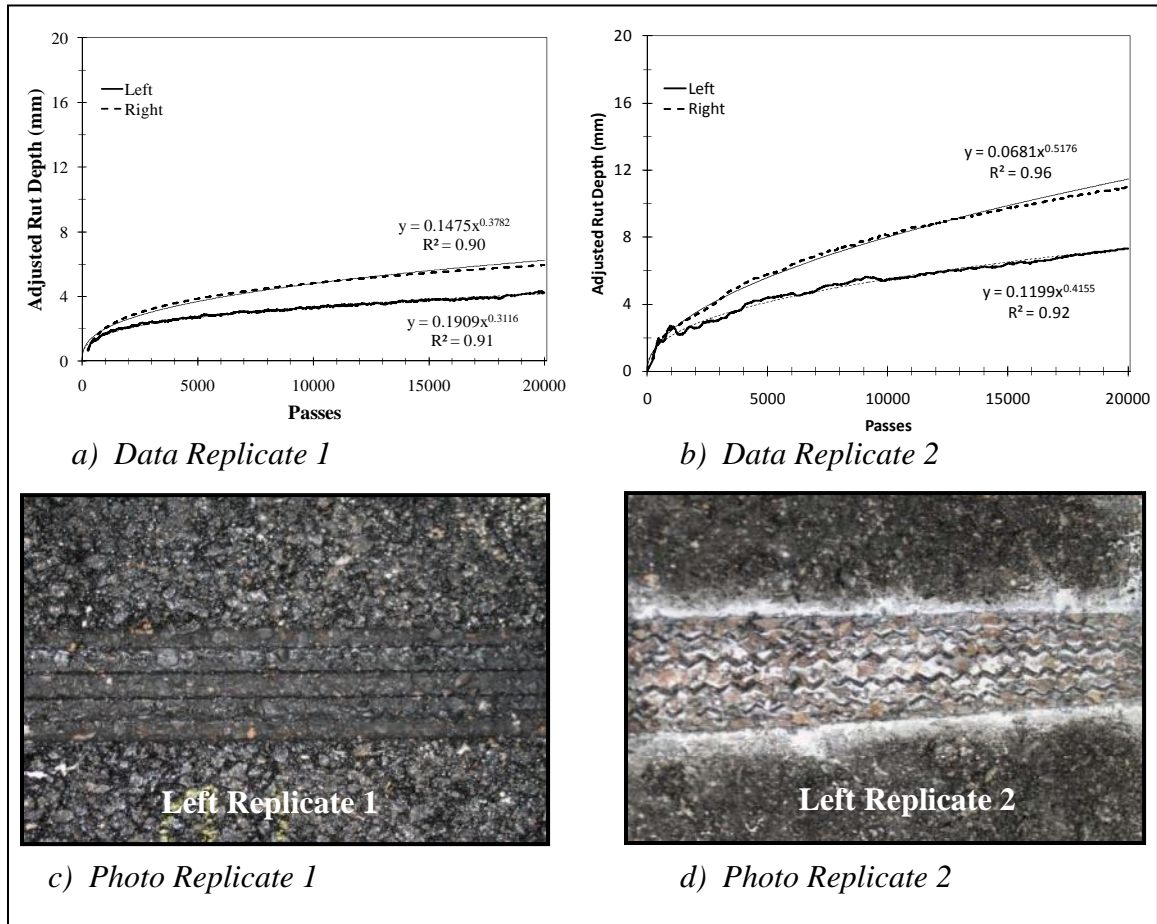 20
16
12
8
4
0
Adjusted Rut Depth (mm)
Left
Right
y = 0.1475x^0.3782
R² = 0.90
y = 0.1909x^0.3116
R² = 0.91
0 5000 10000 15000 20000
Passes
a) Data Replicate 1
20
16
12
8
4
0
Adjusted Rut Depth (mm)
Left
Right
y = 0.0681x^0.5176
R² = 0.96
y = 0.1199x^0.4155
R² = 0.92
0 5000 10000 15000 20000
Passes
b) Data Replicate 2
Left Replicate 1
c) Photo Replicate 1
Left Replicate 2
d) Photo Replicate 2